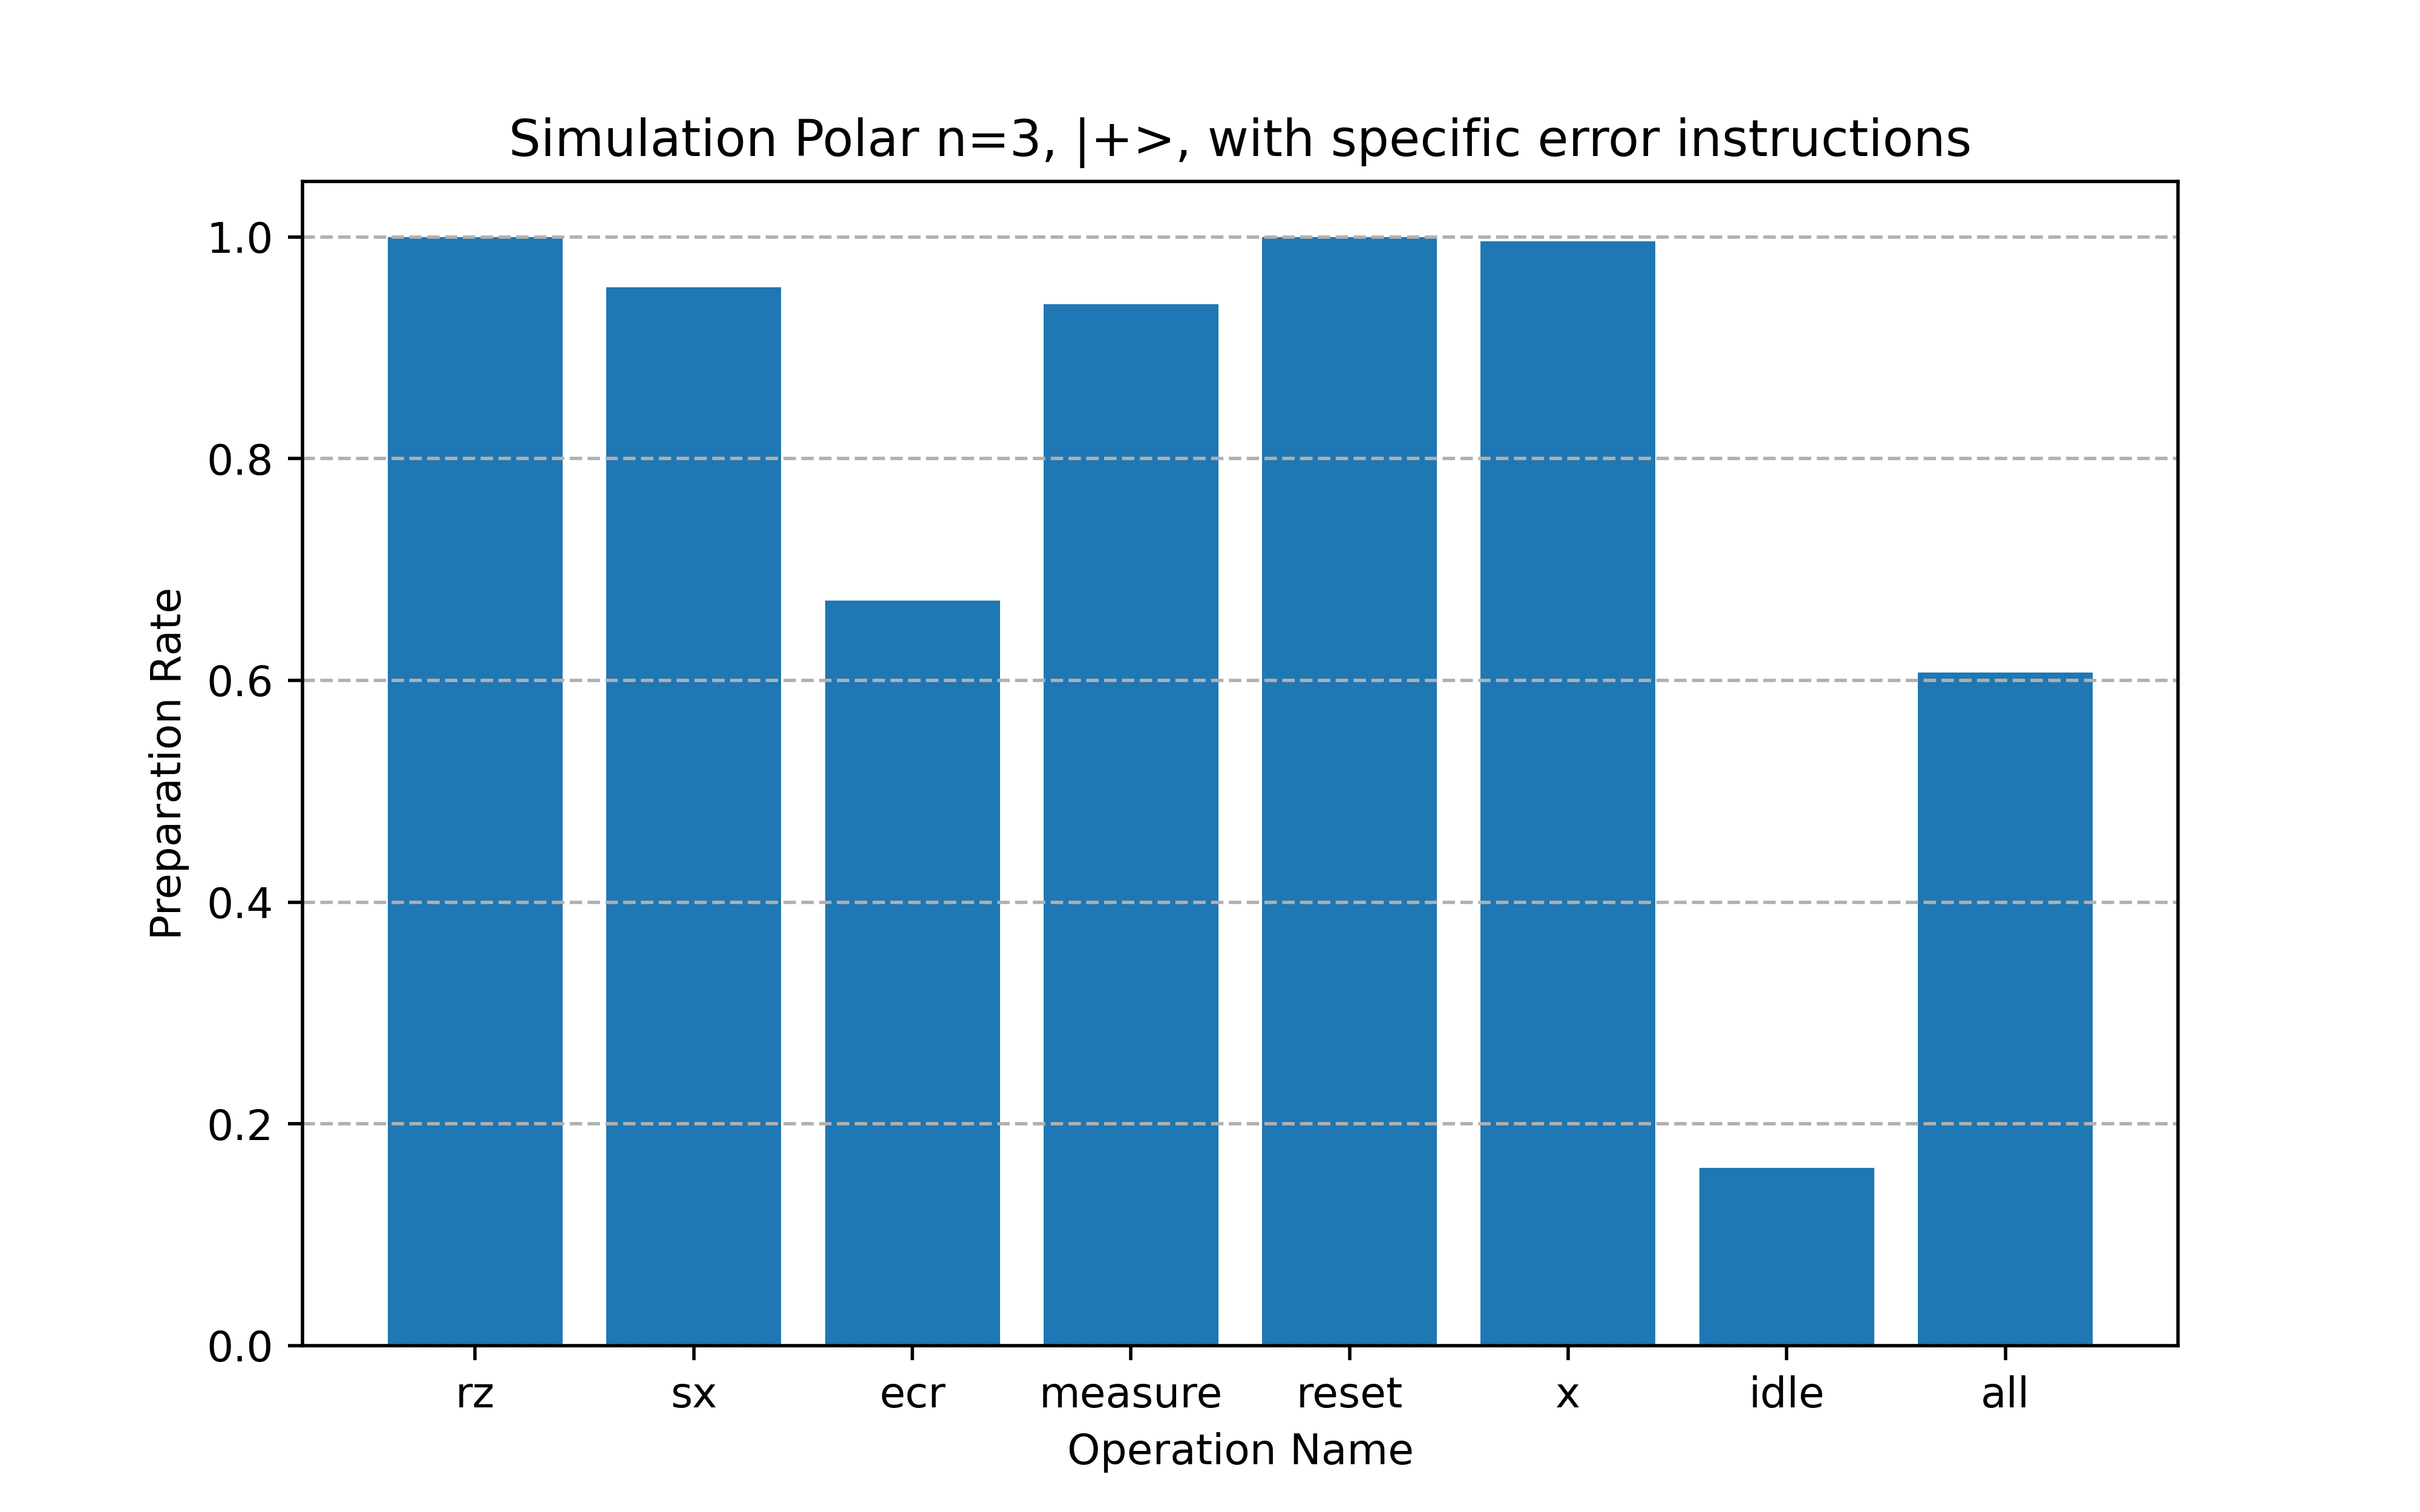 Simulation Polar n=3, |+>, with specific error instructions
Preparation Rate
1.0
0.8
0.6
0.4
0.2
0.0
rz sx ecr measure reset x idle all
Operation Name